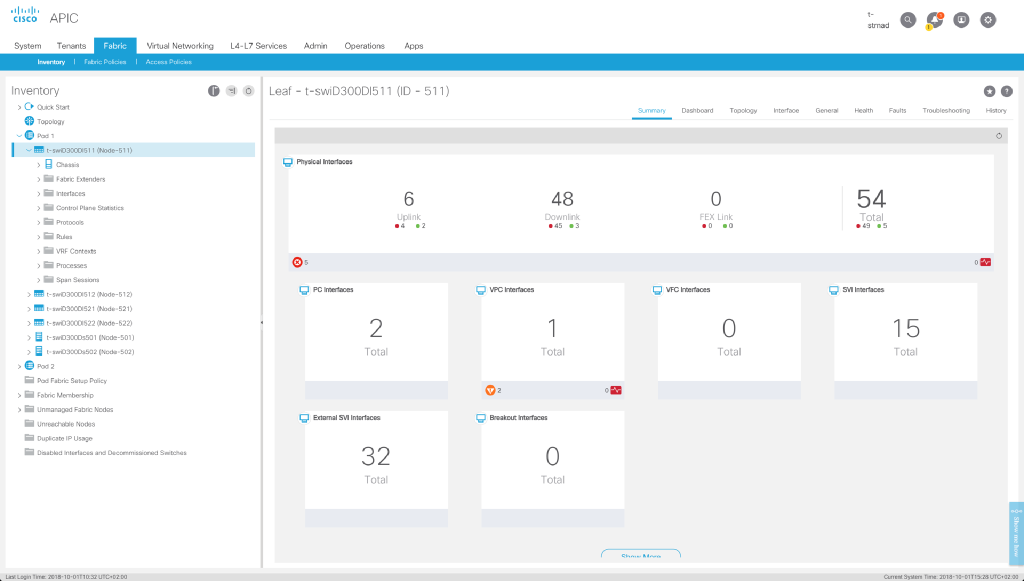 cisco APIC
t-strnad
System Tenants Fabric Virtual Networking L4-L7 Services Admin Operations Apps
Inventory | Fabric Policies | Access Policies
Inventory
Quick Start
Topology
Pod 1
t-swiD300DI511 (Node-511)
Chassis
Fabric Extenders
Interfaces
Control Plane Statistics
Protocols
Rules
VRF Contexts
Processes
Span Sessions
t-swiD300DI512 (Node-512)
t-swiD300DI521 (Node-521)
t-swiD300DI522 (Node-522)
t-swiD300Ds501 (Node-501)
t-swiD300Ds502 (Node-502)
Pod 2
Pod Fabric Setup Policy
Fabric Membership
Unmanaged Fabric Nodes
Unreachable Nodes
Duplicate IP Usage
Disabled Interfaces and Decommissioned Switches
Leaf - t-swiD300DI511 (ID - 511)
Summary Dashboard Topology Interface General Health Faults Troubleshooting History
Physical Interfaces
6 48 0 54
Uplink Downlink FEX Link Total
4 2 45 3 0 0 49 5
5 0
PC Interfaces VPC Interfaces VFC Interfaces SVI Interfaces
2 1 0 15
Total Total Total Total
2 0
External SVI Interfaces Breakout Interfaces
32 0
Total Total
Show More
Show me how
Last Login Time: 2018-10-01T10:32 UTC+02:00 Current System Time: 2018-10-01T15:28 UTC+02:00